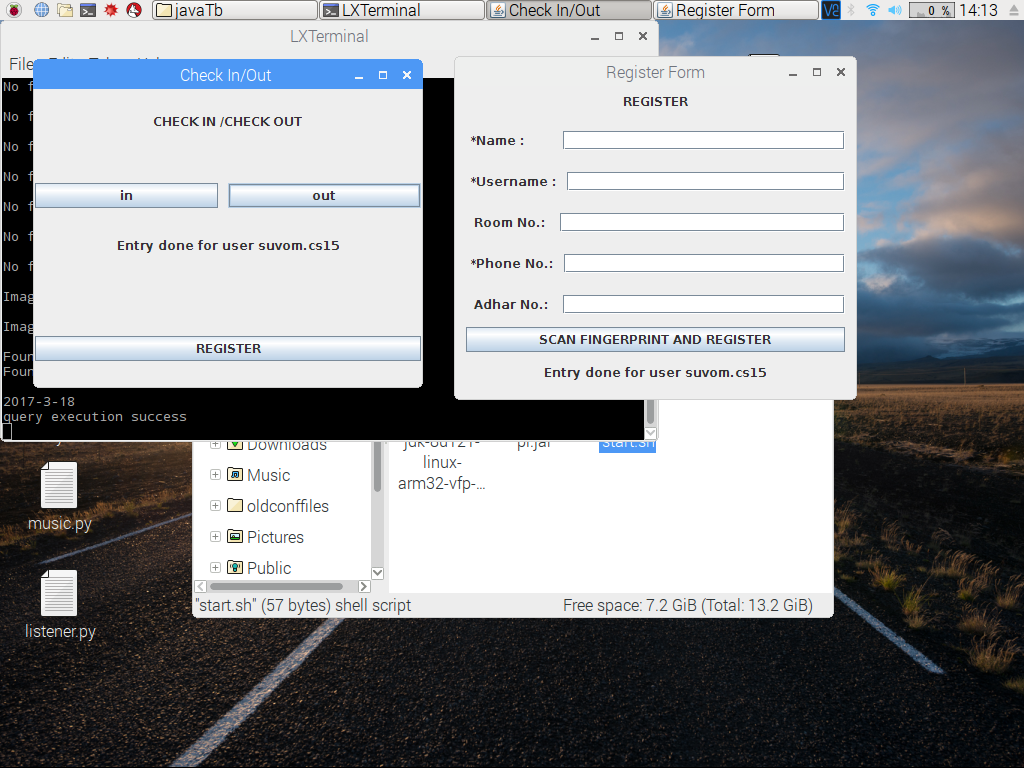 javaTb
LXTerminal
Check In/Out
Register Form
0 %
14:13
LXTerminal
File
No f
No f
No f
No f
No f
No f
No f
Imag
Imag
Foun
Foun
2017-3-18
query execution success
Check In/Out
CHECK IN /CHECK OUT
in
out
Entry done for user suvom.cs15
REGISTER
Register Form
REGISTER
*Name :
*Username :
Room No.:
*Phone No.:
Adhar No.:
SCAN FINGERPRINT AND REGISTER
Entry done for user suvom.cs15
Downloads
Music
oldconffiles
Pictures
Public
jdk-8u121-
linux-
arm32-vfp-...
pi.jar
start.sh
"start.sh" (57 bytes) shell script
Free space: 7.2 GiB (Total: 13.2 GiB)
music.py
listener.py